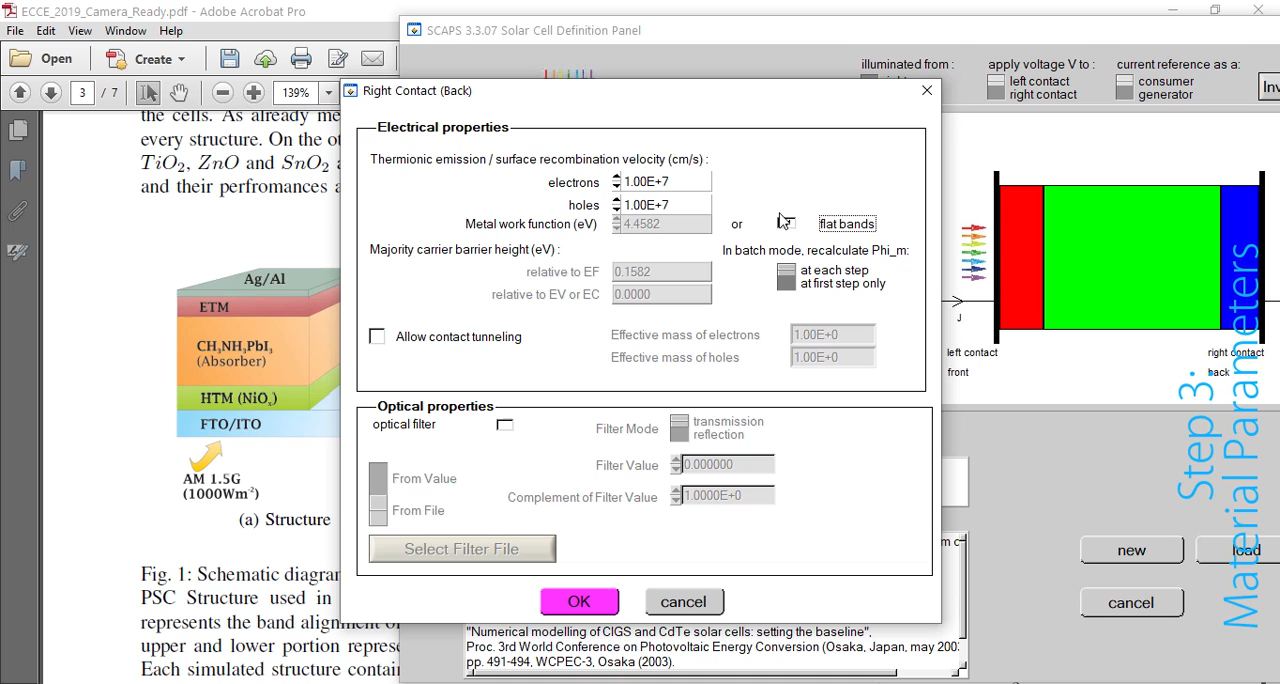 ECCE_2019_Camera_Ready.pdf - Adobe Acrobat Pro
File Edit View Window Help
Open
Create
3 / 7
139%
the cells. As already me
every structure. On the ot
TiO2, ZnO and SnO2 a
and their perfromances a
Ag/Al
ETM
CH3NH3PbI3
(Absorber)
HTM (NiOx)
FTO/ITO
AM 1.5G
(1000Wm-2)
(a) Structure
Fig. 1: Schematic diagram
PSC Structure used in
represents the band alignment of
upper and lower portion repres
Each simulated structure contai
SCAPS 3.3.07 Solar Cell Definition Panel
illuminated from :
right
apply voltage V to :
left contact
right contact
current reference as a:
consumer
generator
Inv
Right Contact (Back)
Electrical properties
Thermionic emission / surface recombination velocity (cm/s) :
electrons 1.00E+7
holes 1.00E+7
Metal work function (eV) 4.4582 or flat bands
Majority carrier barrier height (eV) :
In batch mode, recalculate Phi_m:
relative to EF 0.1582
at each step
at first step only
relative to EV or EC 0.0000
Allow contact tunneling
Effective mass of electrons 1.00E+0
Effective mass of holes 1.00E+0
Optical properties
optical filter
Filter Mode
transmission
reflection
From Value
From File
Filter Value 0.000000
Complement of Filter Value 1.0000E+0
Select Filter File
OK
cancel
J
left contact
front
right contact
back
m c
new
load
cancel
"Numerical modelling of CIGS and CdTe solar cells: setting the baseline",
Proc. 3rd World Conference on Photovoltaic Energy Conversion (Osaka, Japan, may 200
pp. 491-494, WCPEC-3, Osaka (2003).
Step 3:
Material Parameters